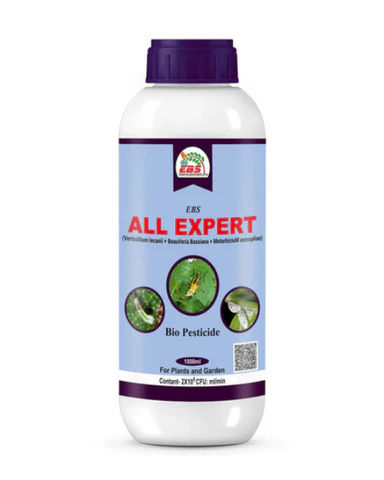 EBS
EBS
ALL EXPERT
(Verticillium lecanii + BeauVeria Bassiana + MetarhiziuM anisopliae)
Bio Pesticide
1000ml
For Plants and Garden
Contant- 2X10⁸ CFU: ml/min